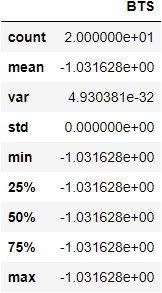 BTS
count 2.000000e+01
mean -1.031628e+00
var 4.930381e-32
std 0.000000e+00
min -1.031628e+00
25% -1.031628e+00
50% -1.031628e+00
75% -1.031628e+00
max -1.031628e+00